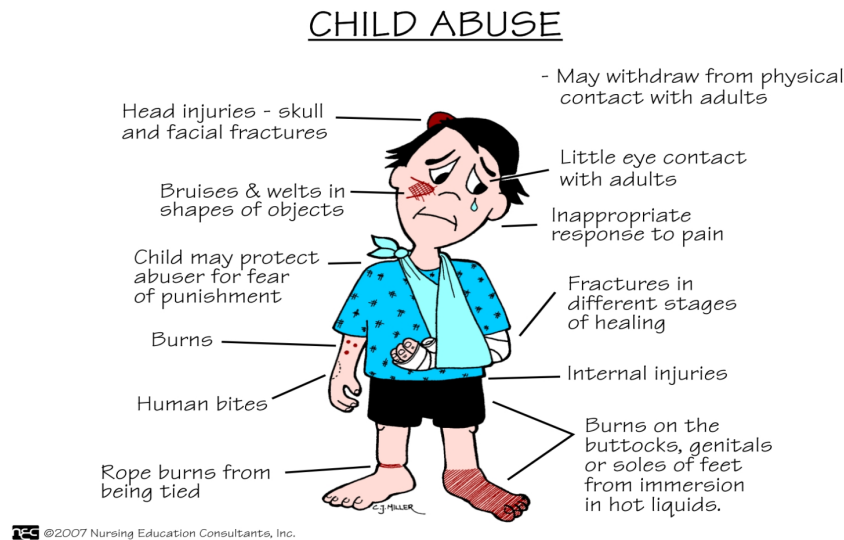 CHILD ABUSE
- May withdraw from physical
contact with adults
Head injuries - skull
and facial fractures
Little eye contact
with adults
Bruises & welts in
shapes of objects
Inappropriate
response to pain
Child may protect
abuser for fear
of punishment
Fractures in
different stages
of healing
Burns
Internal injuries
Human bites
Burns on the
buttocks, genitals
or soles of feet
from immersion
in hot liquids.
Rope burns from
being tied
C.J. MILLER
nec ©2007 Nursing Education Consultants, Inc.